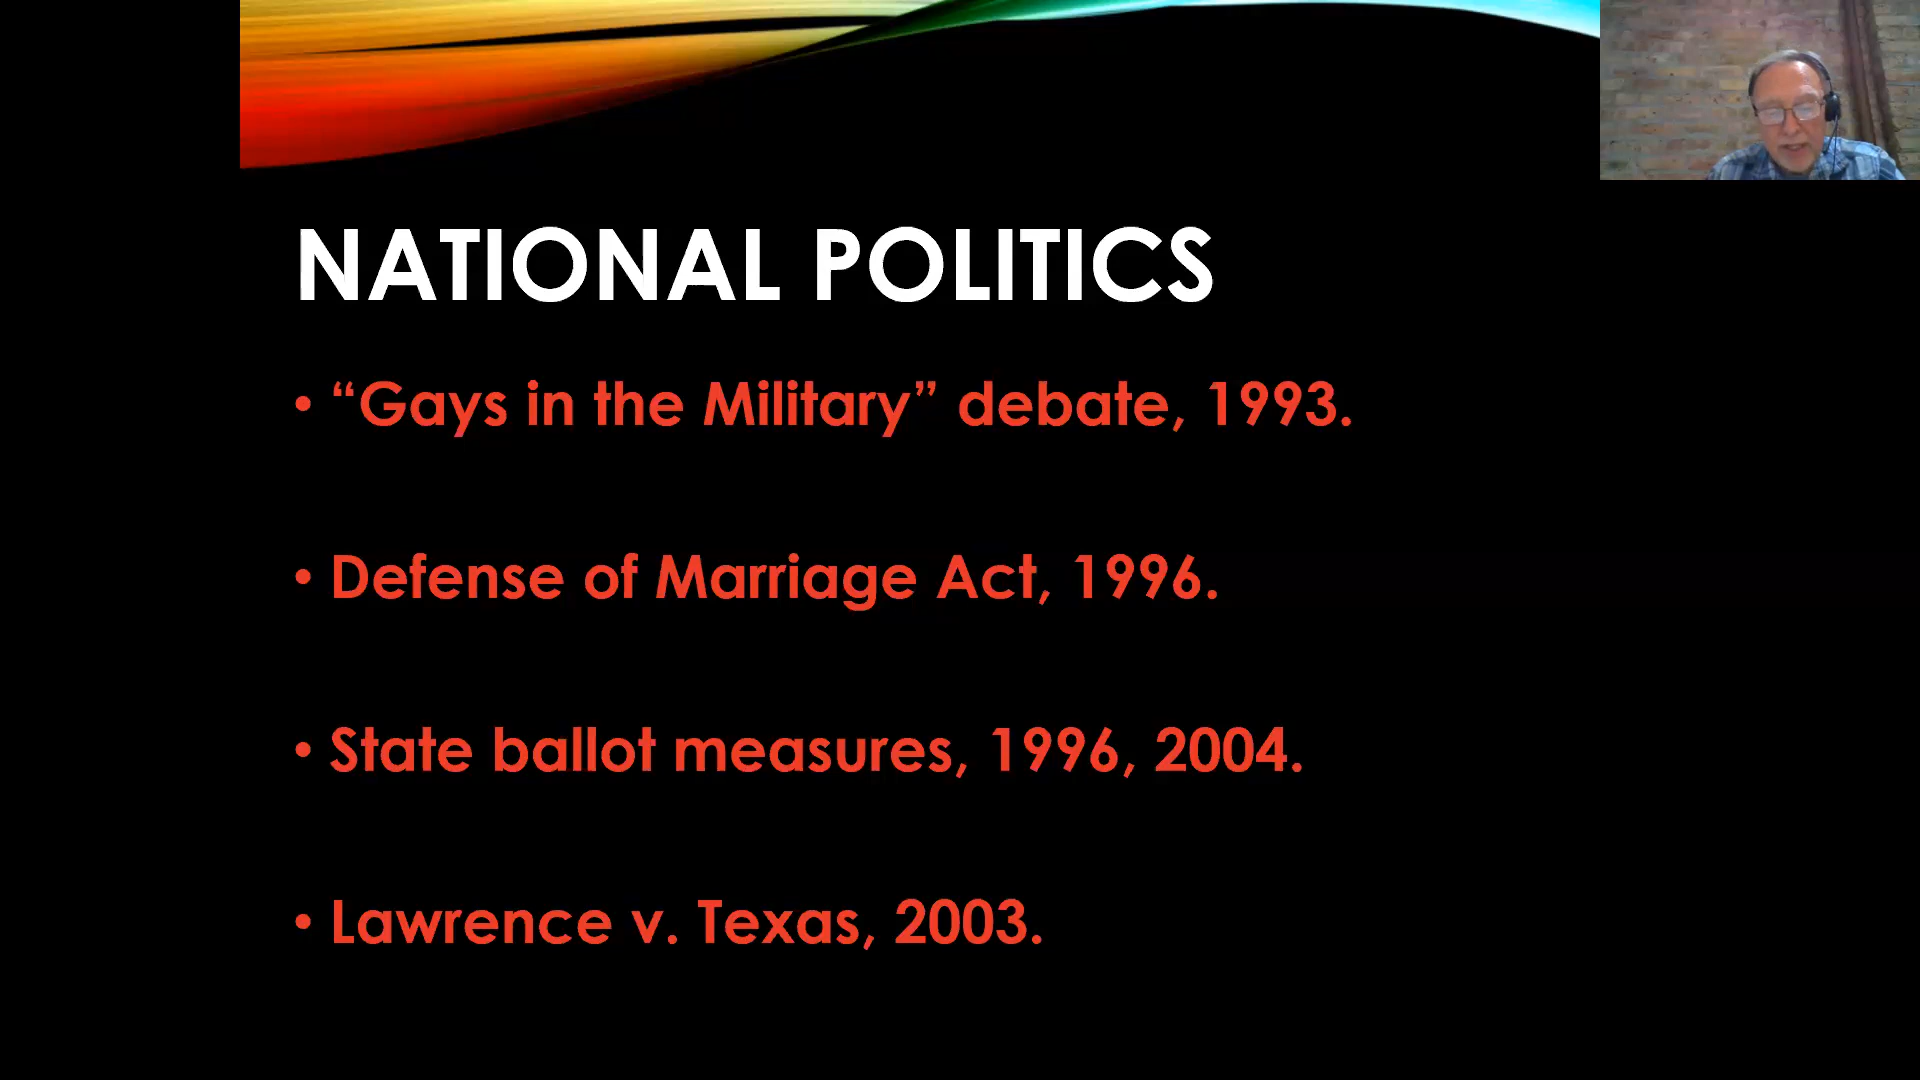 NATIONAL POLITICS
• “Gays in the Military” debate, 1993.
• Defense of Marriage Act, 1996.
• State ballot measures, 1996, 2004.
• Lawrence v. Texas, 2003.